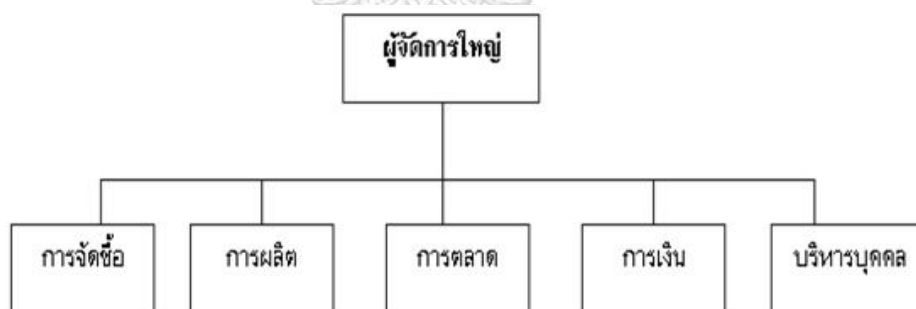 ผู้จัดการใหญ่
การจัดซื้อ
การผลิต
การตลาด
การเงิน
บริหารบุคคล